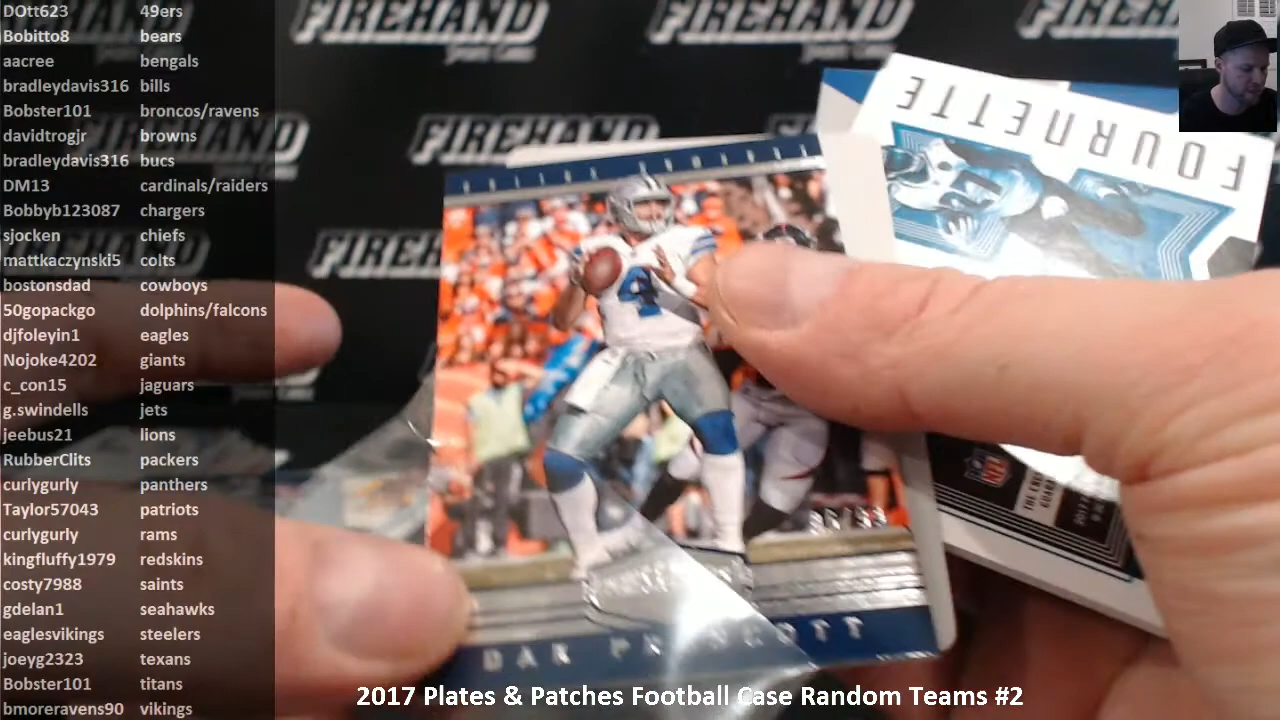 DOtt623 49ers
Bobitto8 bears
aacree bengals
bradleydavis316 bills
Bobster101 broncos/ravens
davidtrogjr browns
bradleydavis316 bucs
DM13 cardinals/raiders
Bobbyb123087 chargers
sjocken chiefs
mattkaczynski5 colts
bostonsdad cowboys
50gopackgo dolphins/falcons
djfoleyin1 eagles
Nojoke4202 giants
c_con15 jaguars
g.swindells jets
jeebus21 lions
RubberClits packers
curlygurly panthers
Taylor57043 patriots
curlygurly rams
kingfluffy1979 redskins
costy7988 saints
gdelan1 seahawks
eaglesvikings steelers
joeyg2323 texans
Bobster101 titans
bmoreravens90 vikings
FIREHAND
FIREHAND
FIREHAND
FIREHAND
FOURNETTE
4
NFL
DAK PRESCOTT
2017 Plates & Patches Football Case Random Teams #2